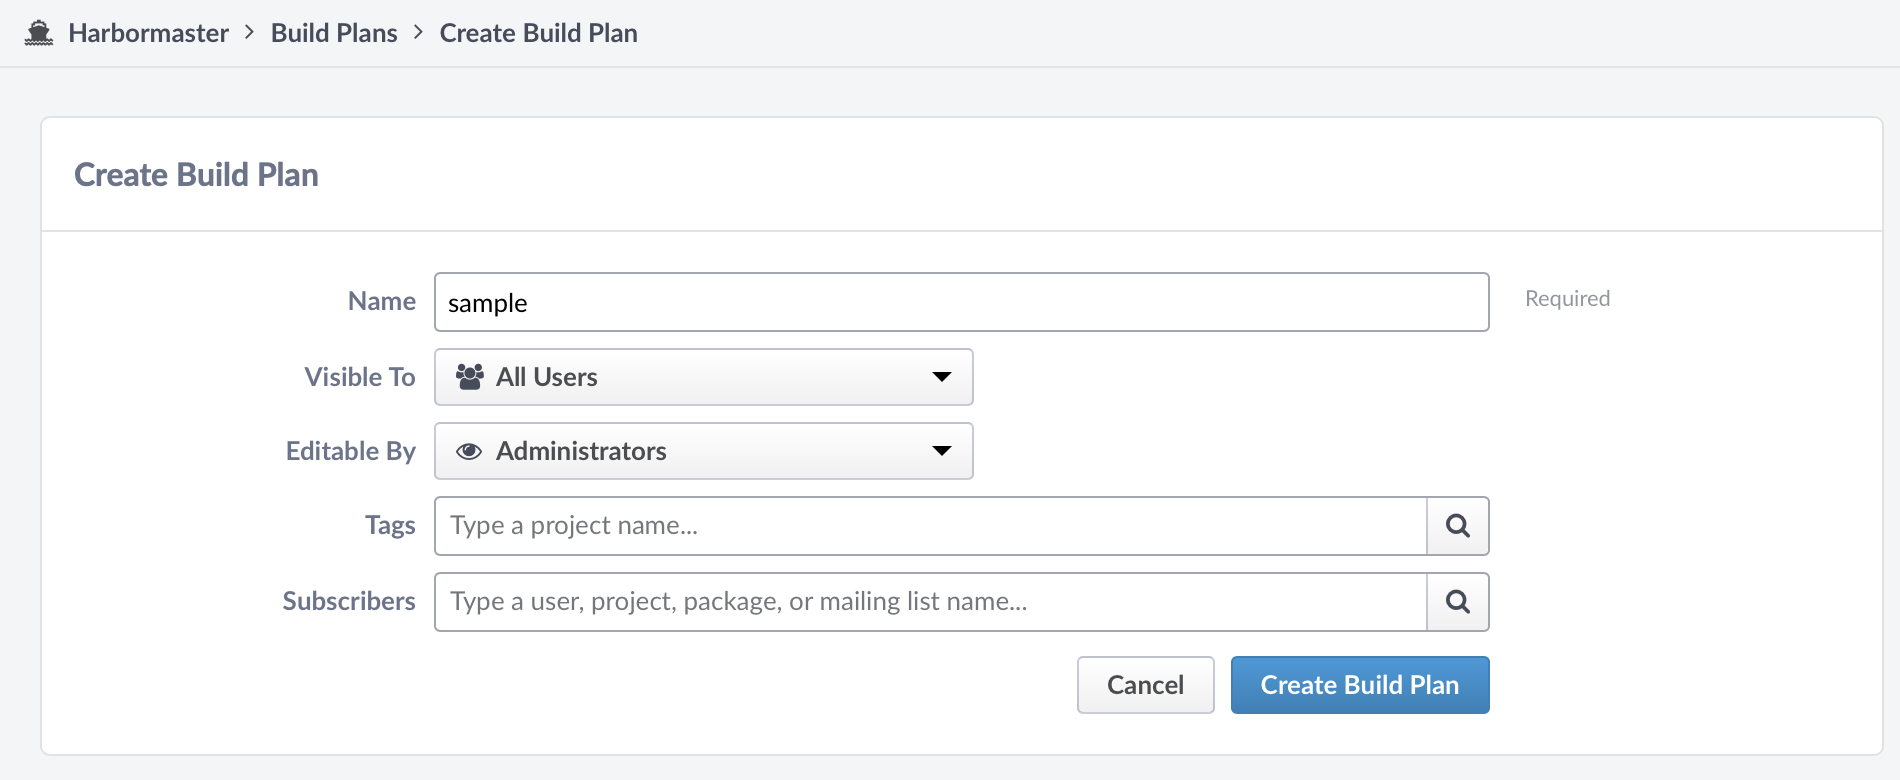 Harbormaster > Build Plans > Create Build Plan
Create Build Plan
Name sample Required
Visible To All Users
Editable By Administrators
Tags Type a project name...
Subscribers Type a user, project, package, or mailing list name...
Cancel Create Build Plan